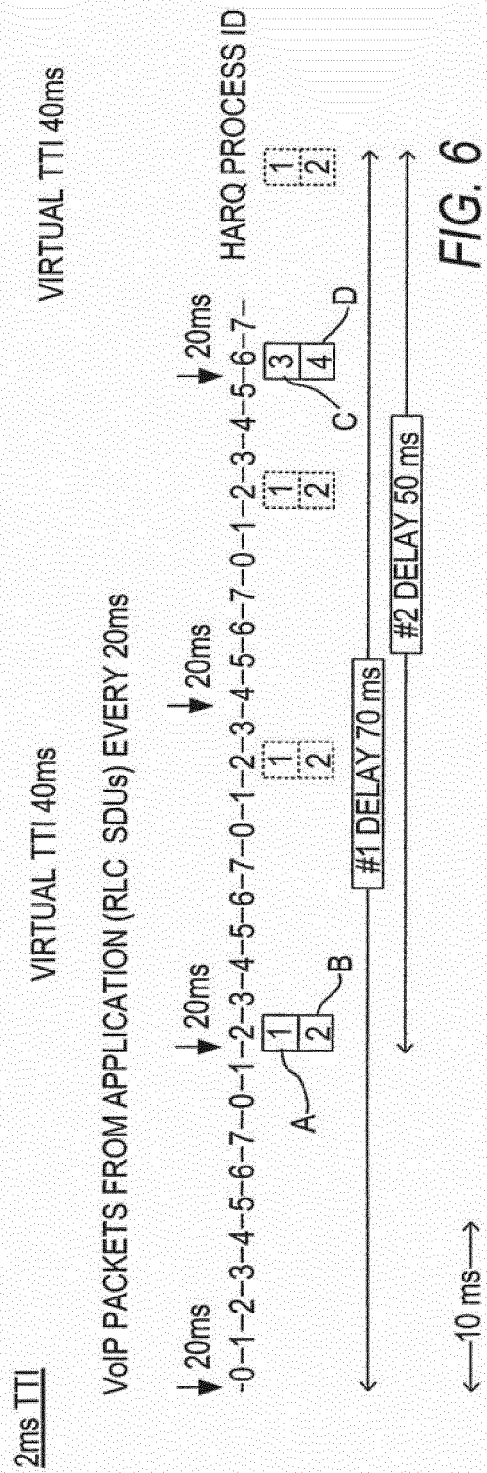 2ms TTI
VIRTUAL TTI 40ms VIRTUAL TTI 40ms
VoIP PACKETS FROM APPLICATION (RLC SDUs) EVERY 20ms
20ms 20ms 20ms 20ms
-0–1–2–3–4–5–6–7–0–1–2–3–4–5–6–7–0–1–2–3–4–5–6–7–0–1–2–3–4–5–6–7– HARQ PROCESS ID
A 1 1 1 3 1
2 B 2 2 C 4 D 2
#1 DELAY 70 ms
#2 DELAY 50 ms
10 ms
FIG. 6